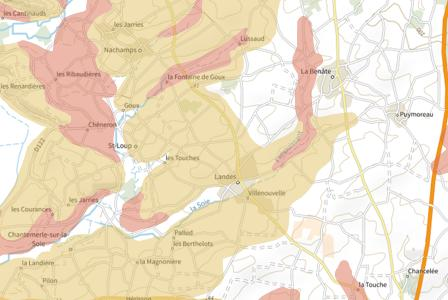 les Cardinauds
les Jarries
Nachamps
Lussaud
les Ribaudières
la Fontaine de Goux
La Benâte
les Renardières
Goux
Puymoreau
Chéneron
D122
St-Loup
les Touches
Landes
Villenouvelle
les Jarries
la Soie
les Courances
Chantemerle-sur-la
Soie
Pallud
les Berthelots
la Landière
la Magnonière
Chancelée
Pilon
la Touche